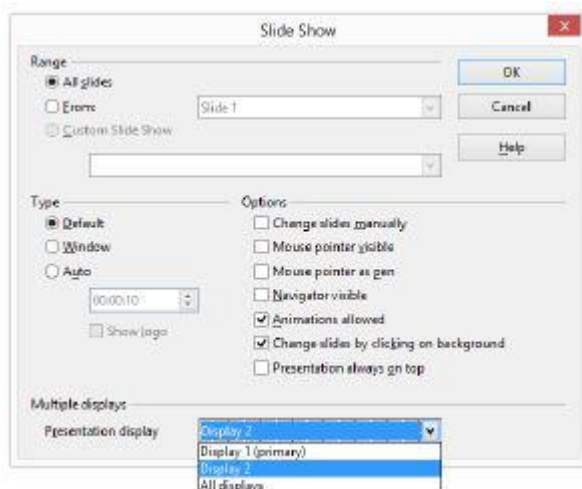 Slide Show
Range
All slides
From:
Slide 1
Custom Slide Show
OK
Cancel
Help
Type
Default
Window
Auto
00:00:10
Show logo
Options
Change slides manually
Mouse pointer visible
Mouse pointer as pen
Navigator visible
Animations allowed
Change slides by clicking on background
Presentation always on top
Multiple displays
Presentation display
Display 2
Display 1 (primary)
Display 2
All displays